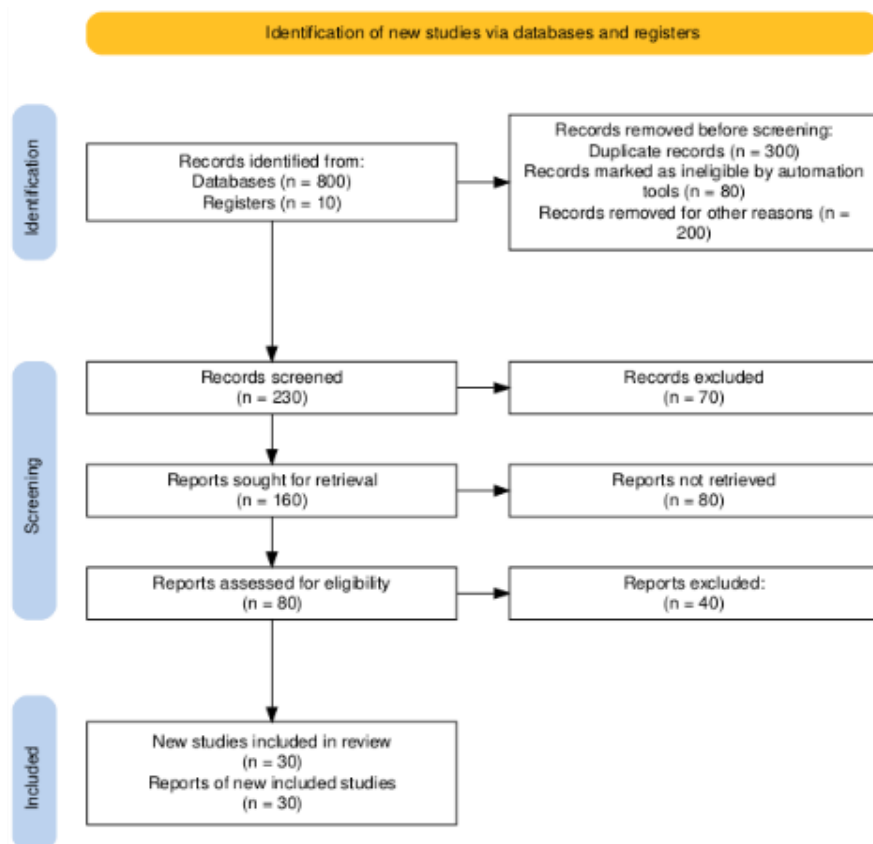 Identification of new studies via databases and registers
Identification
Records identified from:
Databases (n = 800)
Registers (n = 10)
Records removed before screening:
Duplicate records (n = 300)
Records marked as ineligible by automation
tools (n = 80)
Records removed for other reasons (n =
200)
Screening
Records screened
(n = 230)
Records excluded
(n = 70)
Reports sought for retrieval
(n = 160)
Reports not retrieved
(n = 80)
Reports assessed for eligibility
(n = 80)
Reports excluded:
(n = 40)
Included
New studies included in review
(n = 30)
Reports of new included studies
(n = 30)